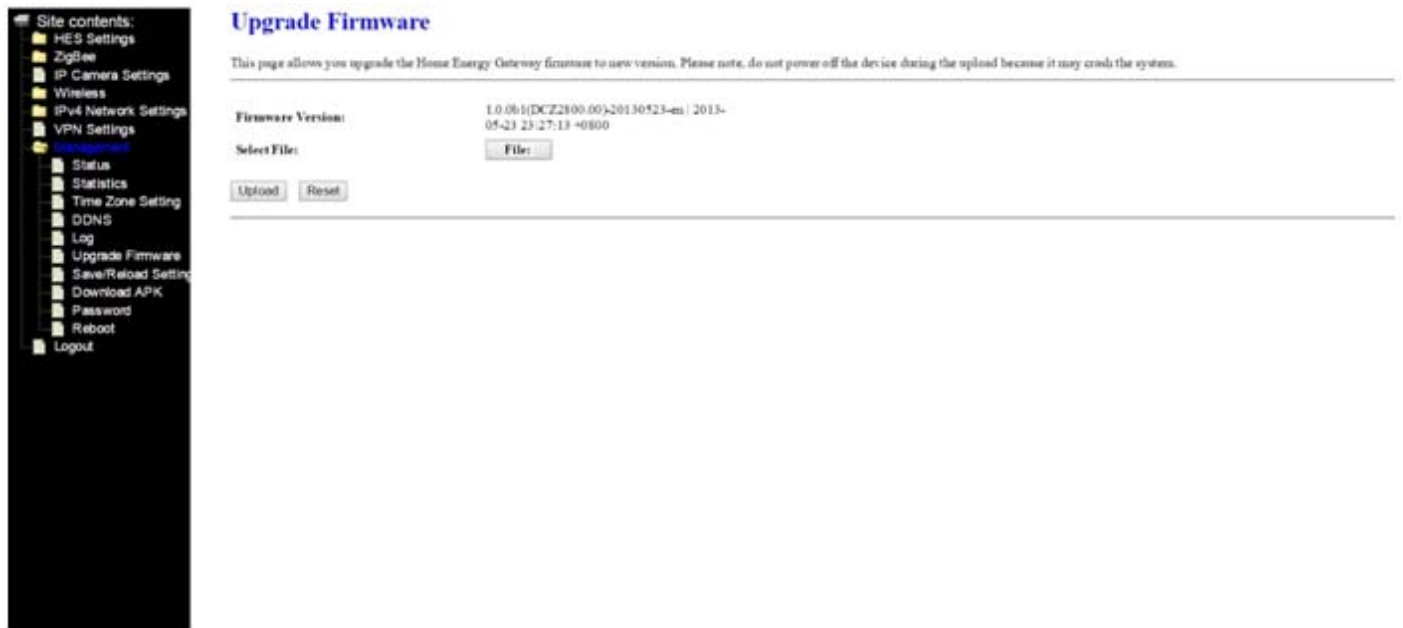 Site contents:
HES Settings
ZigBee
IP Camera Settings
Wireless
IPv4 Network Settings
VPN Settings
Management
Status
Statistics
Time Zone Setting
DDNS
Log
Upgrade Firmware
Save/Reload Setting
Download APK
Password
Reboot
Logout
Upgrade Firmware
This page allows you upgrade the Home Energy Gateway firmware to new version. Please note, do not power off the device during the upload because it may crash the system.
Firmware Version:
1.0.0b1(DCZ2800.00)-20130523-en | 2013-
05-23 23:27:13 +0800
Select File:
File:
Upload Reset